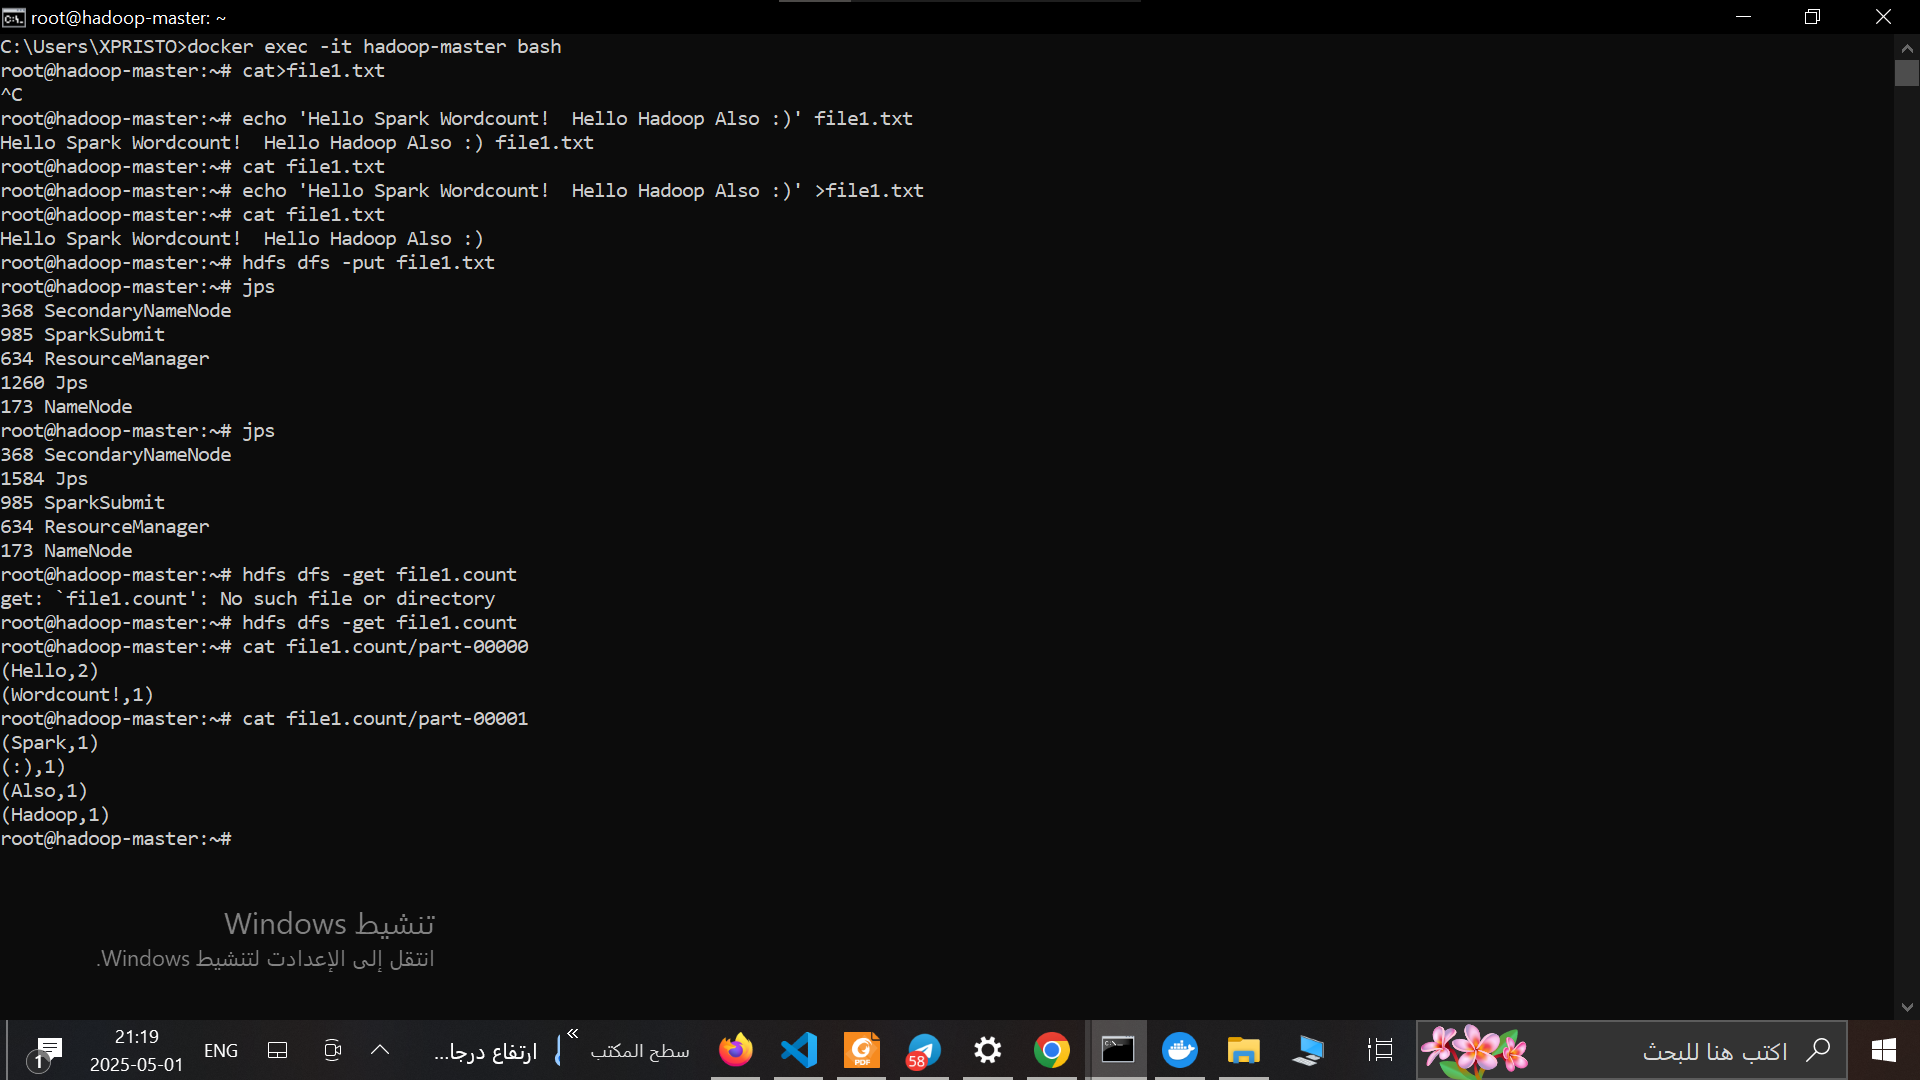 root@hadoop-master: ~
C:\Users\XPRISTO>docker exec -it hadoop-master bash
root@hadoop-master:~# cat>file1.txt
^C
root@hadoop-master:~# echo 'Hello Spark Wordcount!  Hello Hadoop Also :)' file1.txt
Hello Spark Wordcount!  Hello Hadoop Also :) file1.txt
root@hadoop-master:~# cat file1.txt
root@hadoop-master:~# echo 'Hello Spark Wordcount!  Hello Hadoop Also :)' >file1.txt
root@hadoop-master:~# cat file1.txt
Hello Spark Wordcount!  Hello Hadoop Also :)
root@hadoop-master:~# hdfs dfs -put file1.txt
root@hadoop-master:~# jps
368 SecondaryNameNode
985 SparkSubmit
634 ResourceManager
1260 Jps
173 NameNode
root@hadoop-master:~# jps
368 SecondaryNameNode
1584 Jps
985 SparkSubmit
634 ResourceManager
173 NameNode
root@hadoop-master:~# hdfs dfs -get file1.count
get: `file1.count': No such file or directory
root@hadoop-master:~# hdfs dfs -get file1.count
root@hadoop-master:~# cat file1.count/part-00000
(Hello,2)
(Wordcount!,1)
root@hadoop-master:~# cat file1.count/part-00001
(Spark,1)
(:),1)
(Also,1)
(Hadoop,1)
root@hadoop-master:~#
تنشيط Windows
انتقل إلى الإعدادت لتنشيط Windows.
1
21:19
2025-05-01
ENG
ارتفاع درجا...
سطح المكتب
PDF
58
اكتب هنا للبحث